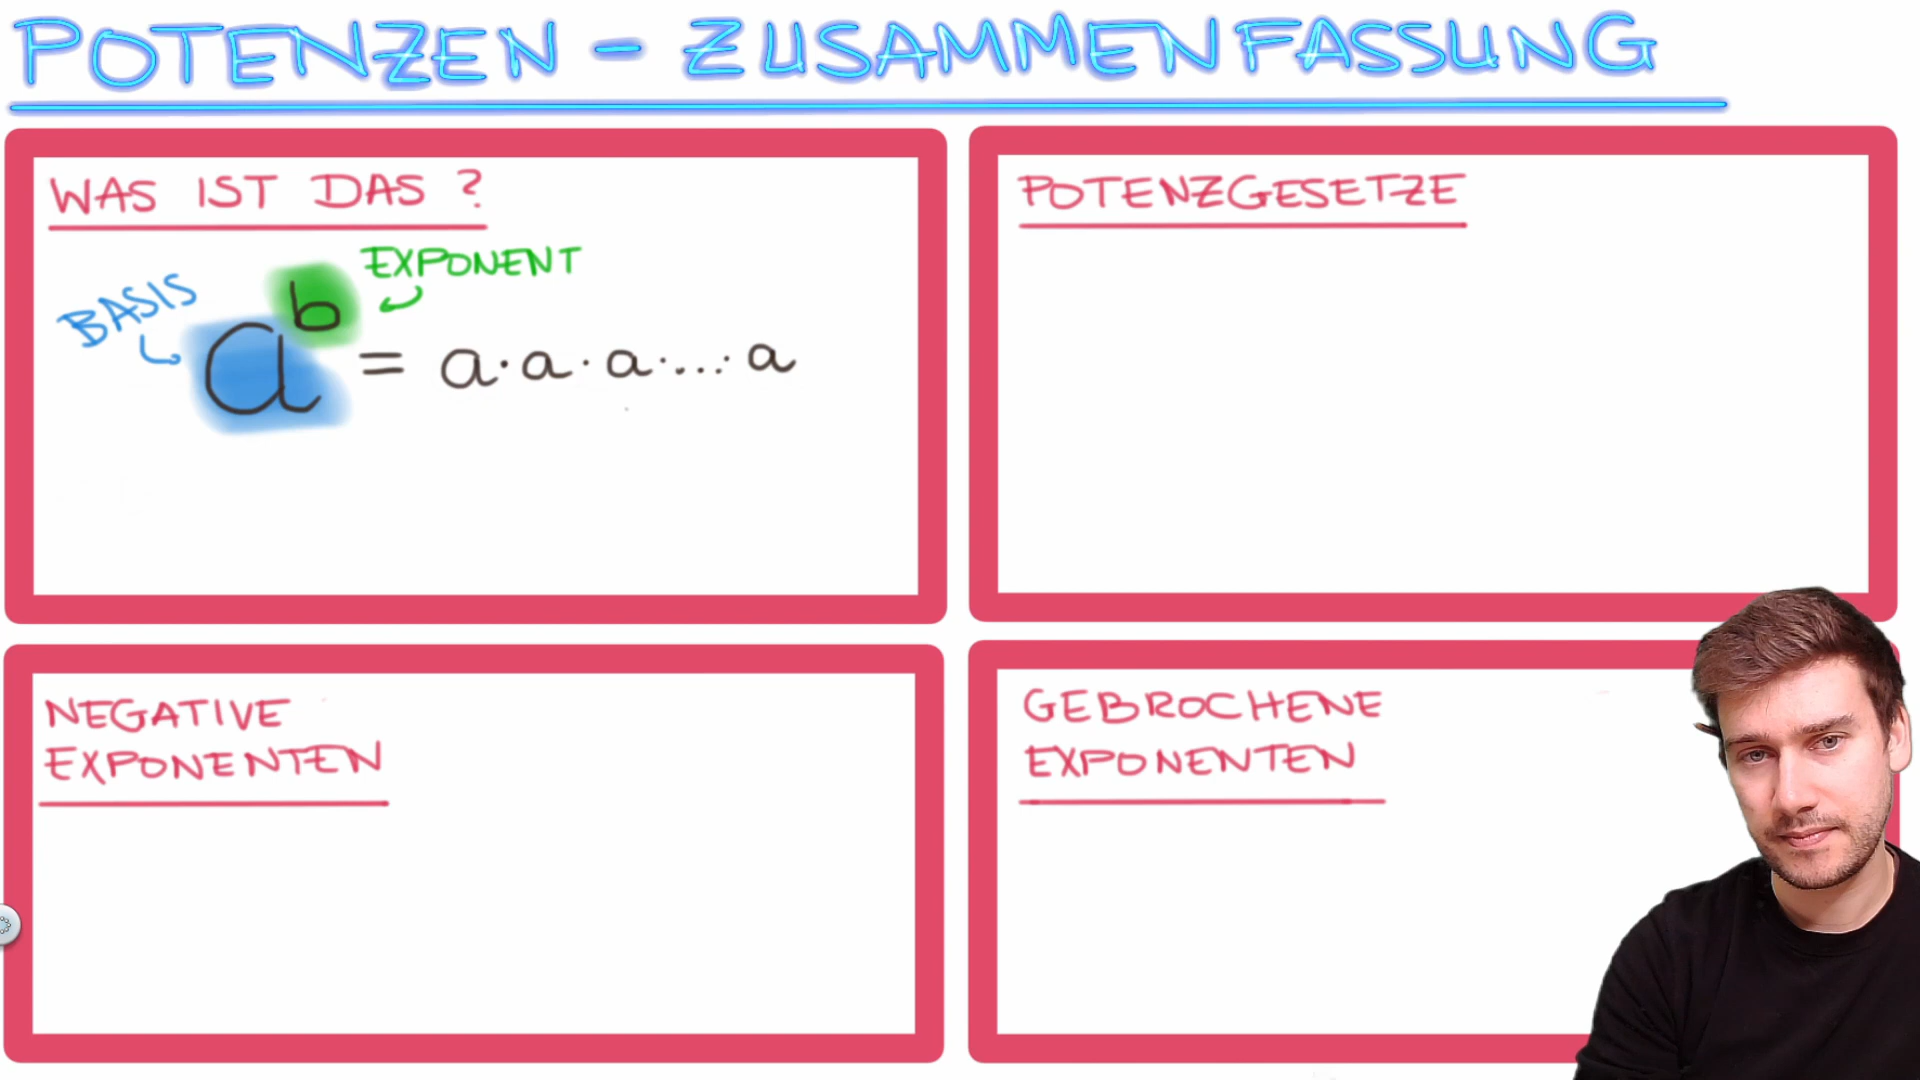 POTENZEN - ZUSAMMENFASSUNG
WAS IST DAS ?
EXPONENT
BASIS
a^b = a·a·a·...·a
POTENZGESETZE
NEGATIVE
EXPONENTEN
GEBROCHENE
EXPONENTEN